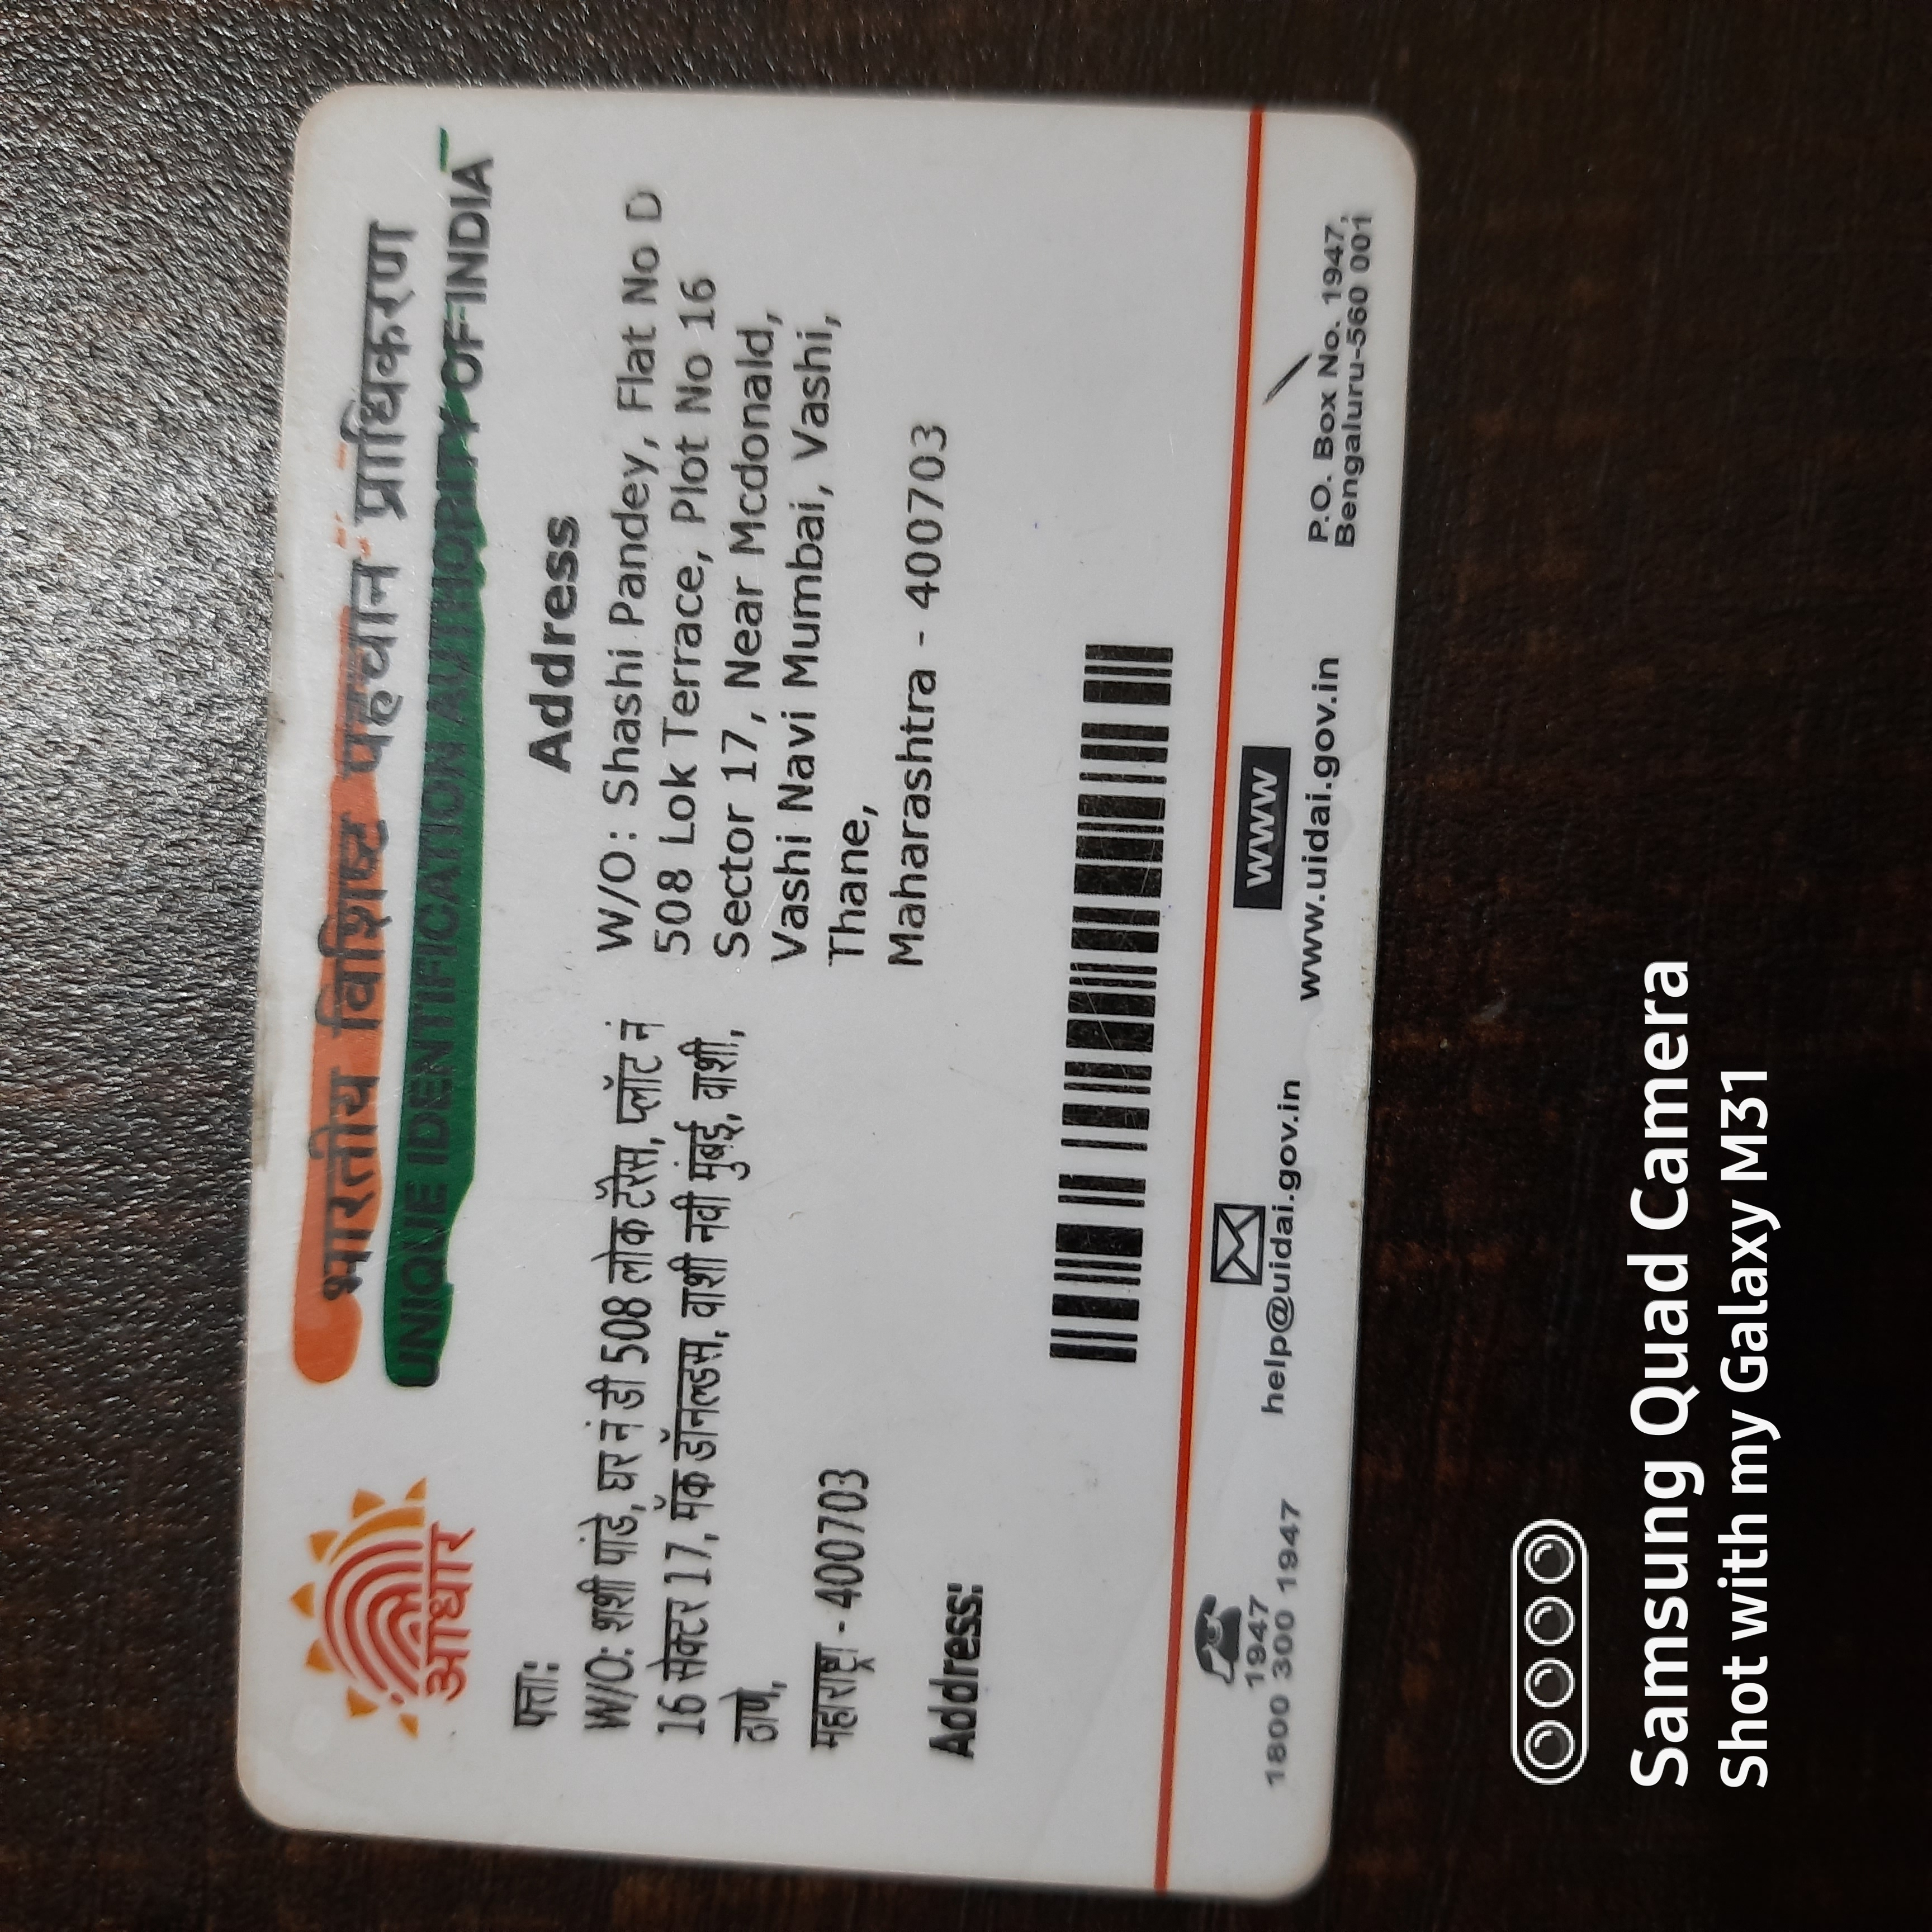 आधार
भारतीय विशिष्ट पहचान प्राधिकरण
UNIQUE IDENTIFICATION AUTHORITY OF INDIA
पत्ता:
W/O: शशी पांडे, घर नं डी 508 लोक टॅरेस, प्लॉट नं
16 सेक्टर 17, मॅक डॉनल्डस, वाशी नवी मुंबई, वाशी,
ठाणे,
महाराष्ट्रा - 400703
Address:
Address
W/O: Shashi Pandey, Flat No D
508 Lok Terrace, Plot No 16
Sector 17, Near Mcdonald,
Vashi Navi Mumbai, Vashi,
Thane,
Maharashtra - 400703
1947
1800 300 1947
help@uidai.gov.in
WWW
www.uidai.gov.in
P.O. Box No. 1947,
Bengaluru-560 001
Samsung Quad Camera
Shot with my Galaxy M31